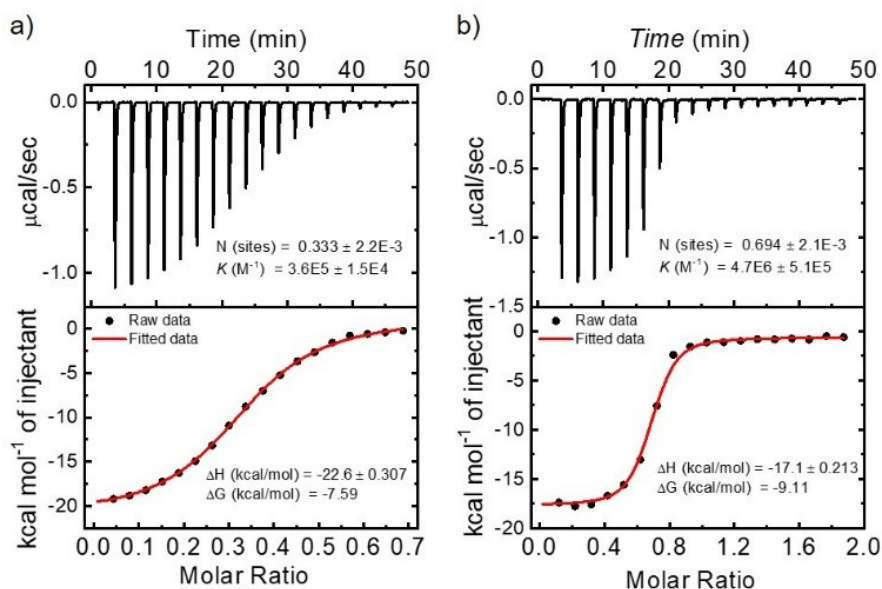 a)
Time (min)
0 10 20 30 40 50
0.0
-0.5
-1.0
μcal/sec
N (sites) = 0.333 ± 2.2E-3
K (M⁻¹) = 3.6E5 ± 1.5E4
0
-5
-10
-15
-20
kcal mol⁻¹ of injectant
Raw data
Fitted data
ΔH (kcal/mol) = -22.6 ± 0.307
ΔG (kcal/mol) = -7.59
0.0 0.1 0.2 0.3 0.4 0.5 0.6 0.7
Molar Ratio
b)
Time (min)
0 10 20 30 40 50
0.0
-0.5
-1.0
-1.5
μcal/sec
N (sites) = 0.694 ± 2.1E-3
K (M⁻¹) = 4.7E6 ± 5.1E5
0
-5
-10
-15
-20
kcal mol⁻¹ of injectant
Raw data
Fitted data
ΔH (kcal/mol) = -17.1 ± 0.213
ΔG (kcal/mol) = -9.11
0.0 0.4 0.8 1.2 1.6 2.0
Molar Ratio